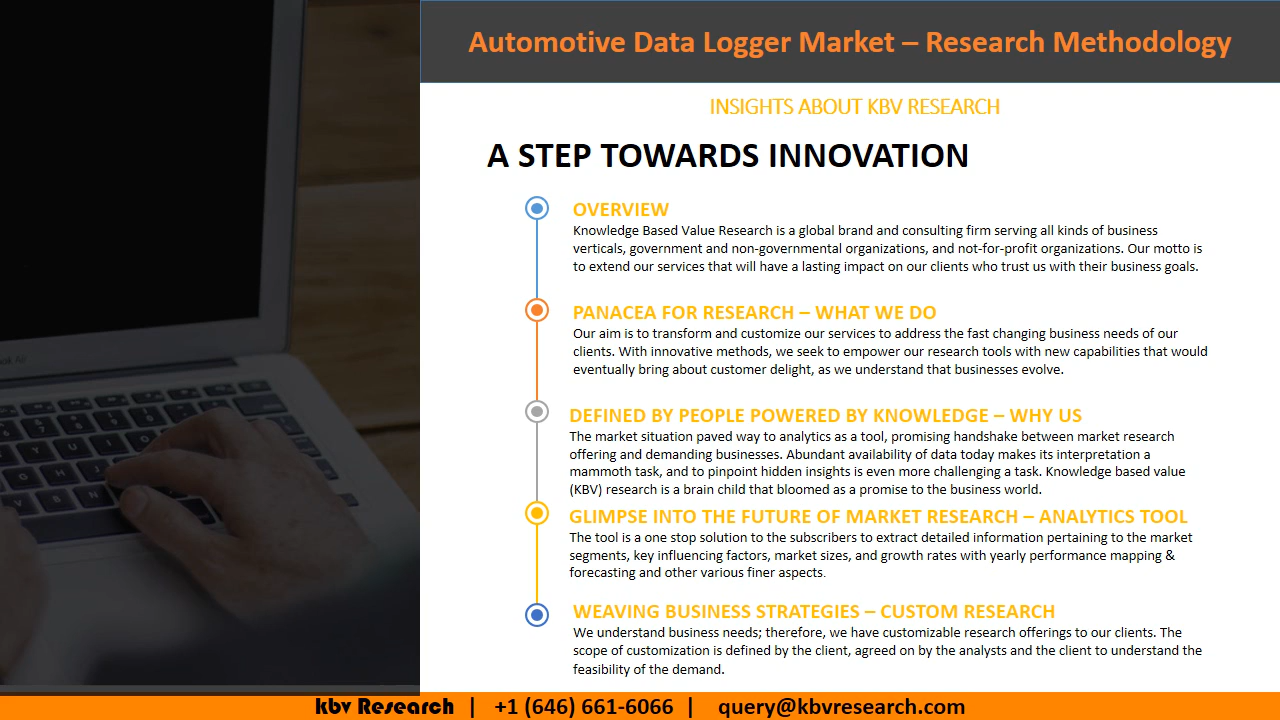 Automotive Data Logger Market – Research Methodology
INSIGHTS ABOUT KBV RESEARCH
A STEP TOWARDS INNOVATION
OVERVIEW
Knowledge Based Value Research is a global brand and consulting firm serving all kinds of business
verticals, government and non-governmental organizations, and not-for-profit organizations. Our motto is
to extend our services that will have a lasting impact on our clients who trust us with their business goals.
PANACEA FOR RESEARCH – WHAT WE DO
Our aim is to transform and customize our services to address the fast changing business needs of our
clients. With innovative methods, we seek to empower our research tools with new capabilities that would
eventually bring about customer delight, as we understand that businesses evolve.
DEFINED BY PEOPLE POWERED BY KNOWLEDGE – WHY US
The market situation paved way to analytics as a tool, promising handshake between market research
offering and demanding businesses. Abundant availability of data today makes its interpretation a
mammoth task, and to pinpoint hidden insights is even more challenging a task. Knowledge based value
(KBV) research is a brain child that bloomed as a promise to the business world.
GLIMPSE INTO THE FUTURE OF MARKET RESEARCH – ANALYTICS TOOL
The tool is a one stop solution to the subscribers to extract detailed information pertaining to the market
segments, key influencing factors, market sizes, and growth rates with yearly performance mapping &
forecasting and other various finer aspects.
WEAVING BUSINESS STRATEGIES – CUSTOM RESEARCH
We understand business needs; therefore, we have customizable research offerings to our clients. The
scope of customization is defined by the client, agreed on by the analysts and the client to understand the
feasibility of the demand.
kbv Research | +1 (646) 661-6066 | query@kbvresearch.com